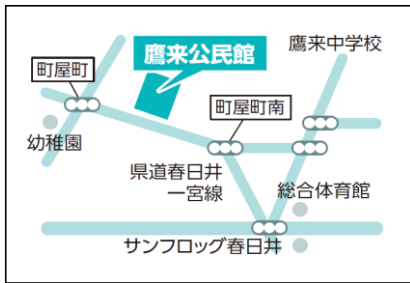 鷹来公民館
鷹来中学校
町屋町
町屋町南
幼稚園
県道春日井
一宮線
総合体育館
サンフロッグ春日井